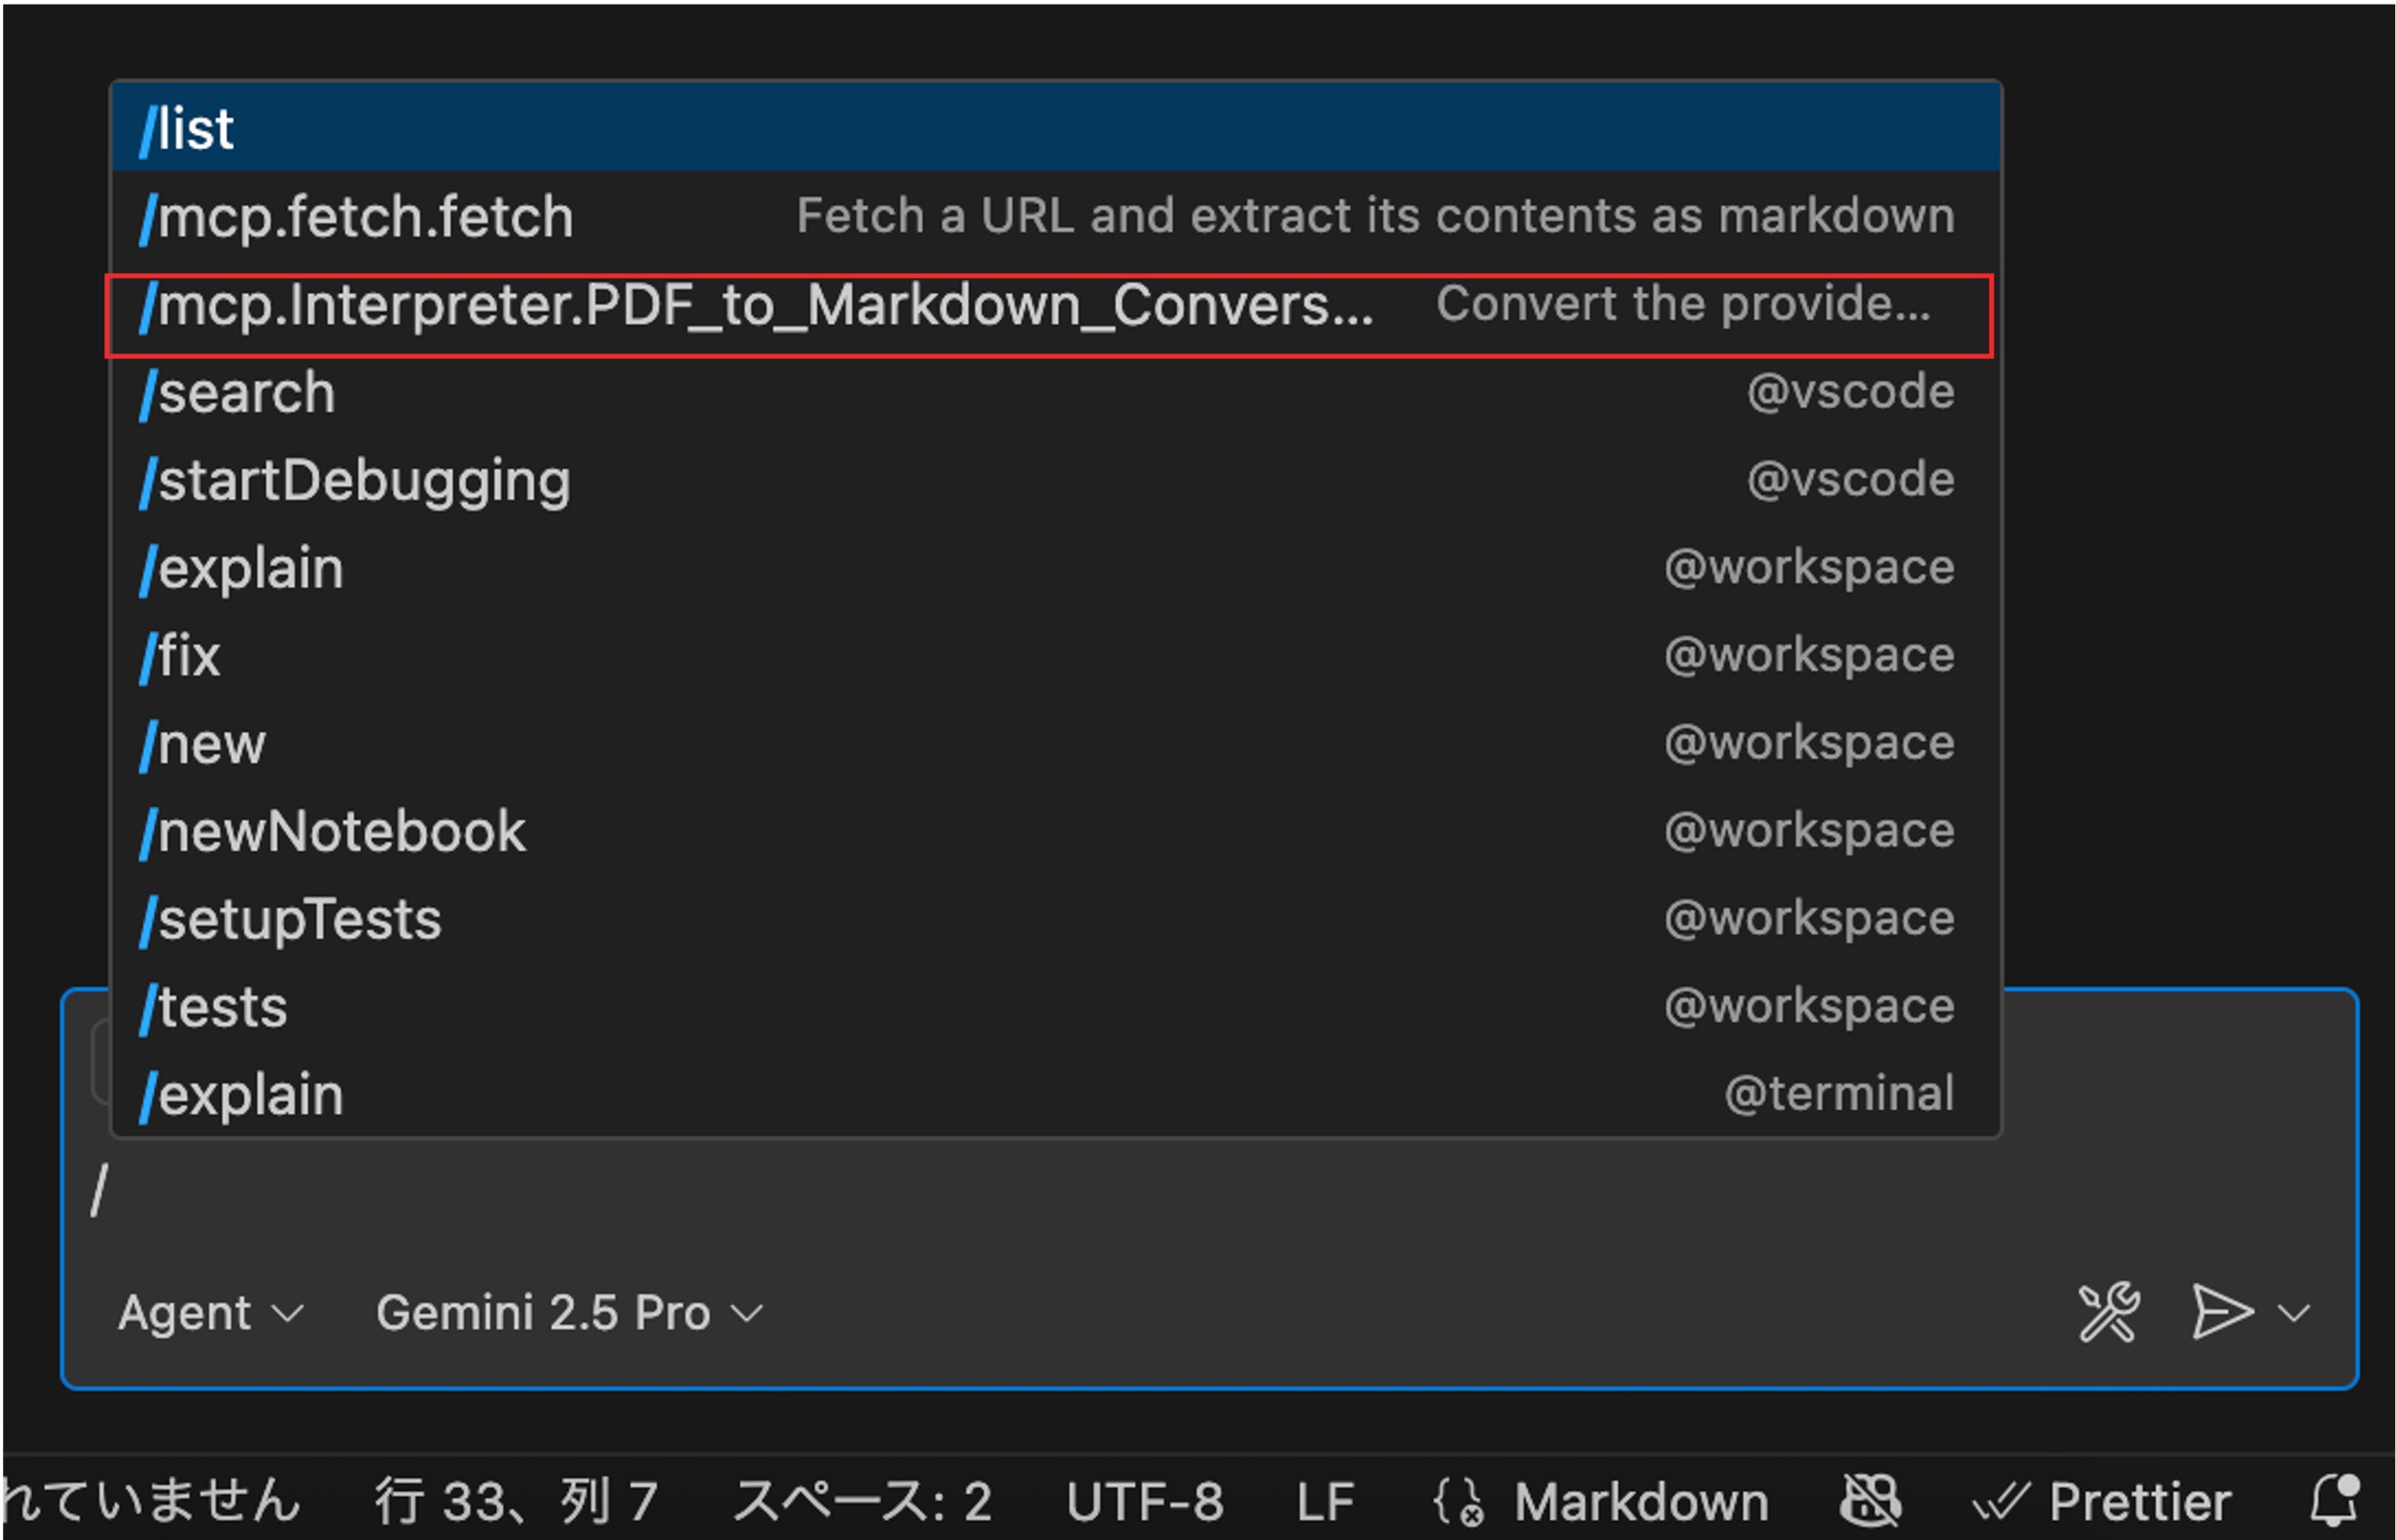 /list
/mcp.fetch.fetch Fetch a URL and extract its contents as markdown
/mcp.Interpreter.PDF_to_Markdown_Convers... Convert the provide...
/search @vscode
/startDebugging @vscode
/explain @workspace
/fix @workspace
/new @workspace
/newNotebook @workspace
/setupTests @workspace
/tests @workspace
/explain @terminal
/
Agent Gemini 2.5 Pro
れていません 行 33、列 7 スペース: 2 UTF-8 LF Markdown Prettier